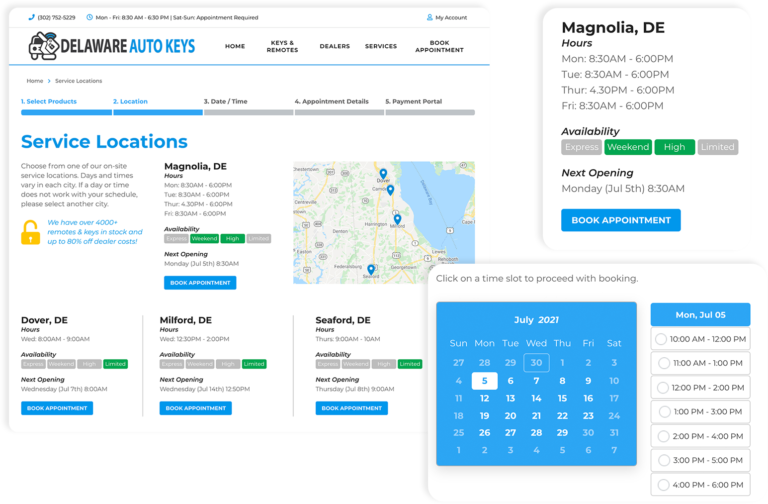 (302) 752-5229 Mon - Fri: 8:30 AM - 6:30 PM | Sat-Sun: Appointment Required My Account
DELAWARE AUTO KEYS
HOME KEYS & REMOTES DEALERS SERVICES BOOK APPOINTMENT
Home > Service Locations
1. Select Products 2. Location 3. Date / Time 4. Appointment Details 5. Payment Portal
Service Locations
Choose from one of our on-site
service locations. Days and times
vary in each city. If a day or time
does not work with your schedule,
please select another city.
We have over 4000+
remotes & keys in stock and
up to 80% off dealer costs!
Magnolia, DE
Hours
Mon: 8:30AM - 6:00PM
Tue: 8:30AM - 6:00PM
Thur: 4.30PM - 6:00PM
Fri: 8:30AM - 6:00PM
Availability
Express Weekend High Limited
Next Opening
Monday (Jul 5th) 8:30AM
BOOK APPOINTMENT
Chestertown
Dover
Camden
Centreville
Harrington
Milford
Denton
Easton
Lewes
Cape May
Federalsburg
Georgetown
Seaford
Dover, DE
Hours
Wed: 8:00AM - 9:00AM
Availability
Express Weekend High Limited
Next Opening
Wednesday (Jul 7th) 8:00AM
BOOK APPOINTMENT
Milford, DE
Hours
Wed: 12:30PM - 2:00PM
Availability
Express Weekend High Limited
Next Opening
Wednesday (Jul 14th) 12:50PM
BOOK APPOINTMENT
Seaford, DE
Hours
Thurs: 9:00AM - 10AM
Availability
Express Weekend High Limited
Next Opening
Thursday (Jul 8th) 9:00AM
BOOK APPOINTMENT
Magnolia, DE
Hours
Mon: 8:30AM - 6:00PM
Tue: 8:30AM - 6:00PM
Thur: 4.30PM - 6:00PM
Fri: 8:30AM - 6:00PM
Availability
Express Weekend High Limited
Next Opening
Monday (Jul 5th) 8:30AM
BOOK APPOINTMENT
Click on a time slot to proceed with booking.
July 2021
Sun Mon Tue Wed Thu Fri Sat
27 28 29 30 1 2 3
4 5 6 7 8 9 10
11 12 13 14 15 16 17
18 19 20 21 22 23 24
25 26 27 28 29 30 31
1 2 3 4 5 6 7
Mon, Jul 05
10:00 AM - 12:00 PM
11:00 AM - 1:00 PM
12:00 PM - 2:00 PM
1:00 PM - 3:00 PM
2:00 PM - 4:00 PM
3:00 PM - 5:00 PM
4:00 PM - 6:00 PM